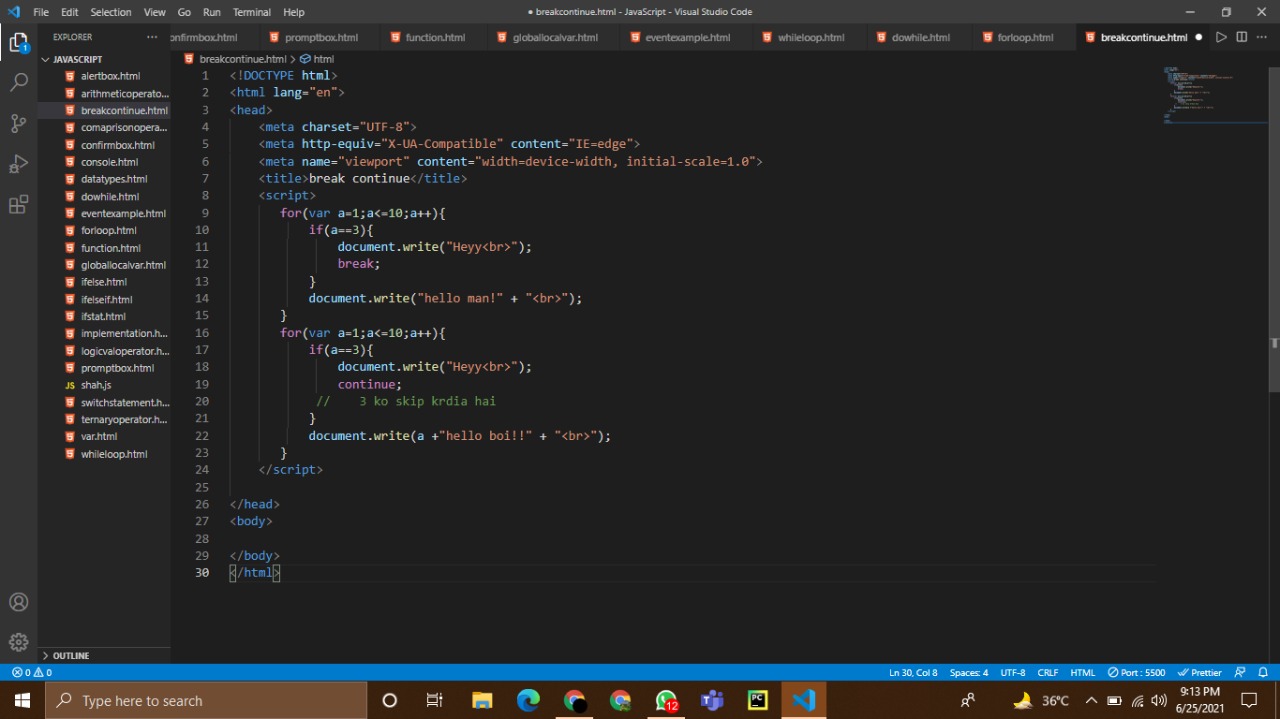 File Edit Selection View Go Run Terminal Help
● breakcontinue.html - JavaScript - Visual Studio Code
EXPLORER
onfirmbox.html promptbox.html function.html globallocalvar.html eventexample.html whileloop.html dowhile.html forloop.html breakcontinue.html
JAVASCRIPT
alertbox.html
arithmeticoperato...
breakcontinue.html
comaprisonopera...
confirmbox.html
console.html
datatypes.html
dowhile.html
eventexample.html
forloop.html
function.html
globallocalvar.html
ifelse.html
ifelseif.html
ifstat.html
implementation.h...
logicvaloperator.h...
promptbox.html
JS shah.js
switchstatement.h...
ternaryoperator.h...
var.html
whileloop.html
OUTLINE
breakcontinue.html > html
1 <!DOCTYPE html>
2 <html lang="en">
3 <head>
4 <meta charset="UTF-8">
5 <meta http-equiv="X-UA-Compatible" content="IE=edge">
6 <meta name="viewport" content="width=device-width, initial-scale=1.0">
7 <title>break continue</title>
8 <script>
9 for(var a=1;a<=10;a++){
10 if(a==3){
11 document.write("Heyy<br>");
12 break;
13 }
14 document.write("hello man!" + "<br>");
15 }
16 for(var a=1;a<=10;a++){
17 if(a==3){
18 document.write("Heyy<br>");
19 continue;
20 // 3 ko skip krdia hai
21 }
22 document.write(a +"hello boi!!" + "<br>");
23 }
24 </script>
25
26 </head>
27 <body>
28
29 </body>
30 </html>
0 0 Ln 30, Col 8 Spaces: 4 UTF-8 CRLF HTML Port : 5500 Prettier
Type here to search
12
PC
36°C
9:13 PM
6/25/2021